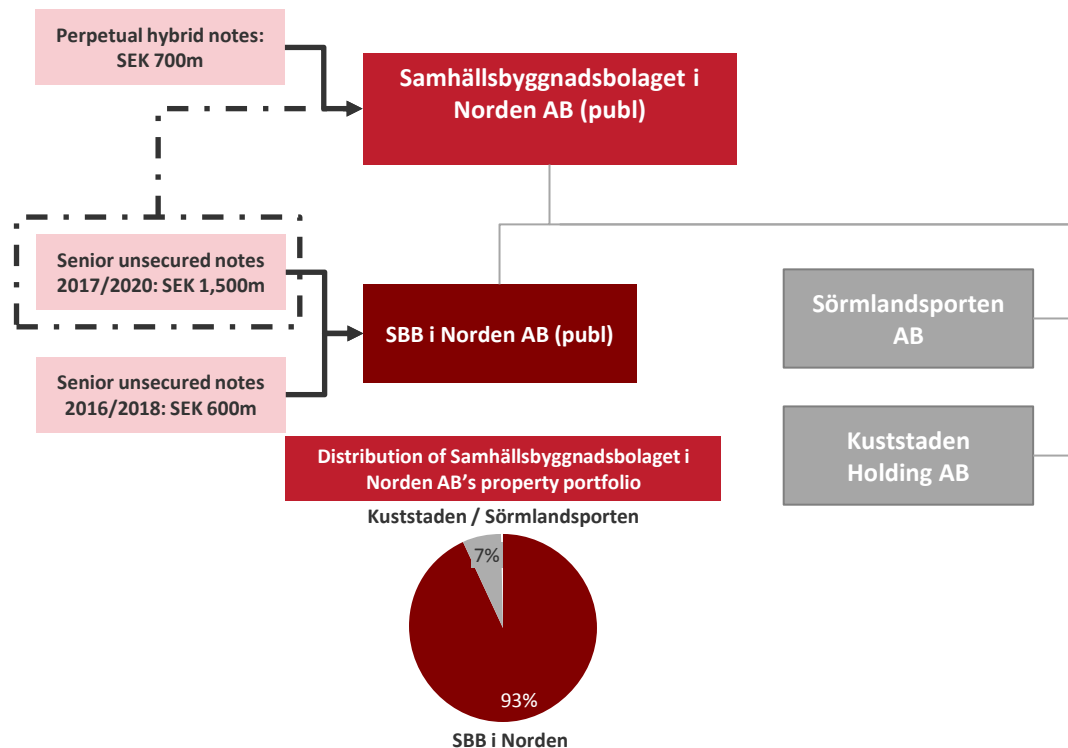 Perpetual hybrid notes:
SEK 700m
Samhällsbyggnadsbolaget i
Norden AB (publ)
Senior unsecured notes
2017/2020: SEK 1,500m
SBB i Norden AB (publ)
Sörmlandsporten
AB
Senior unsecured notes
2016/2018: SEK 600m
Kuststaden
Holding AB
Distribution of Samhällsbyggnadsbolaget i
Norden AB's property portfolio
Kuststaden / Sörmlandsporten
7%
93%
SBB i Norden